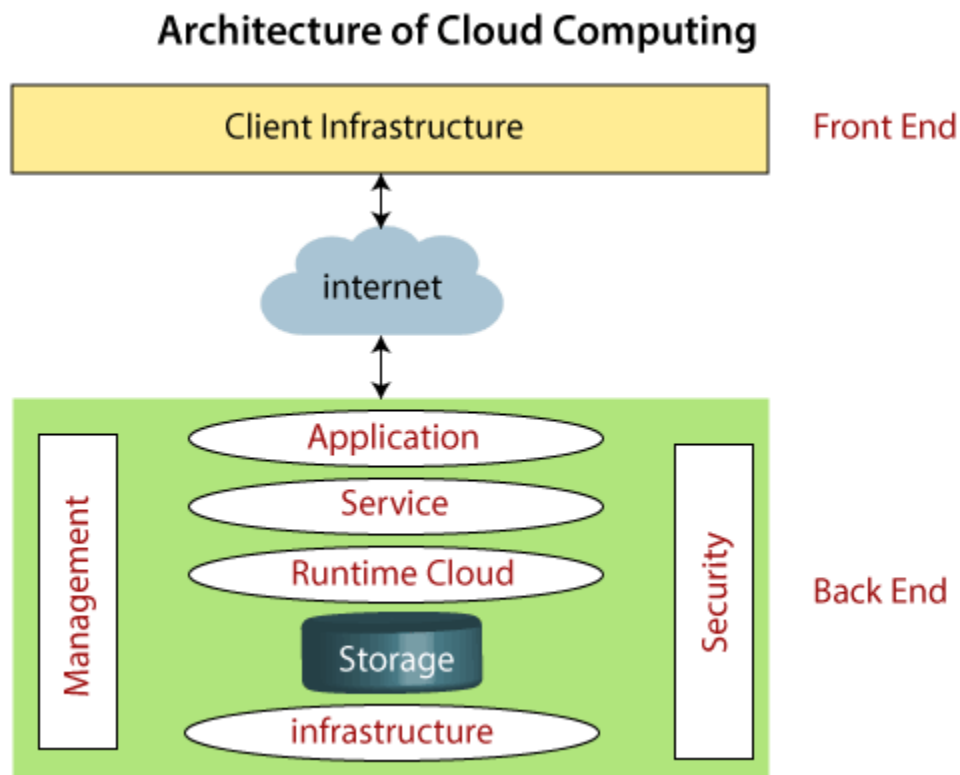 Architecture of Cloud Computing
Client Infrastructure
Front End
internet
Application
Service
Runtime Cloud
Storage
infrastructure
Management
Security
Back End